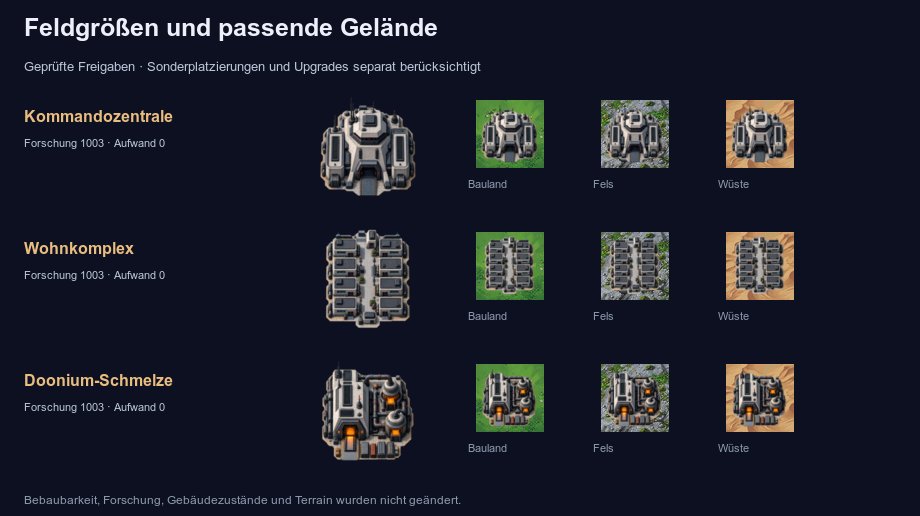 Feldgrößen und passende Gelände
Geprüfte Freigaben · Sonderplatzierungen und Upgrades separat berücksichtigt
Kommandozentrale
Forschung 1003 · Aufwand 0
Bauland
Fels
Wüste
Wohnkomplex
Forschung 1003 · Aufwand 0
Bauland
Fels
Wüste
Doonium-Schmelze
Forschung 1003 · Aufwand 0
Bauland
Fels
Wüste
Bebaubarkeit, Forschung, Gebäudezustände und Terrain wurden nicht geändert.